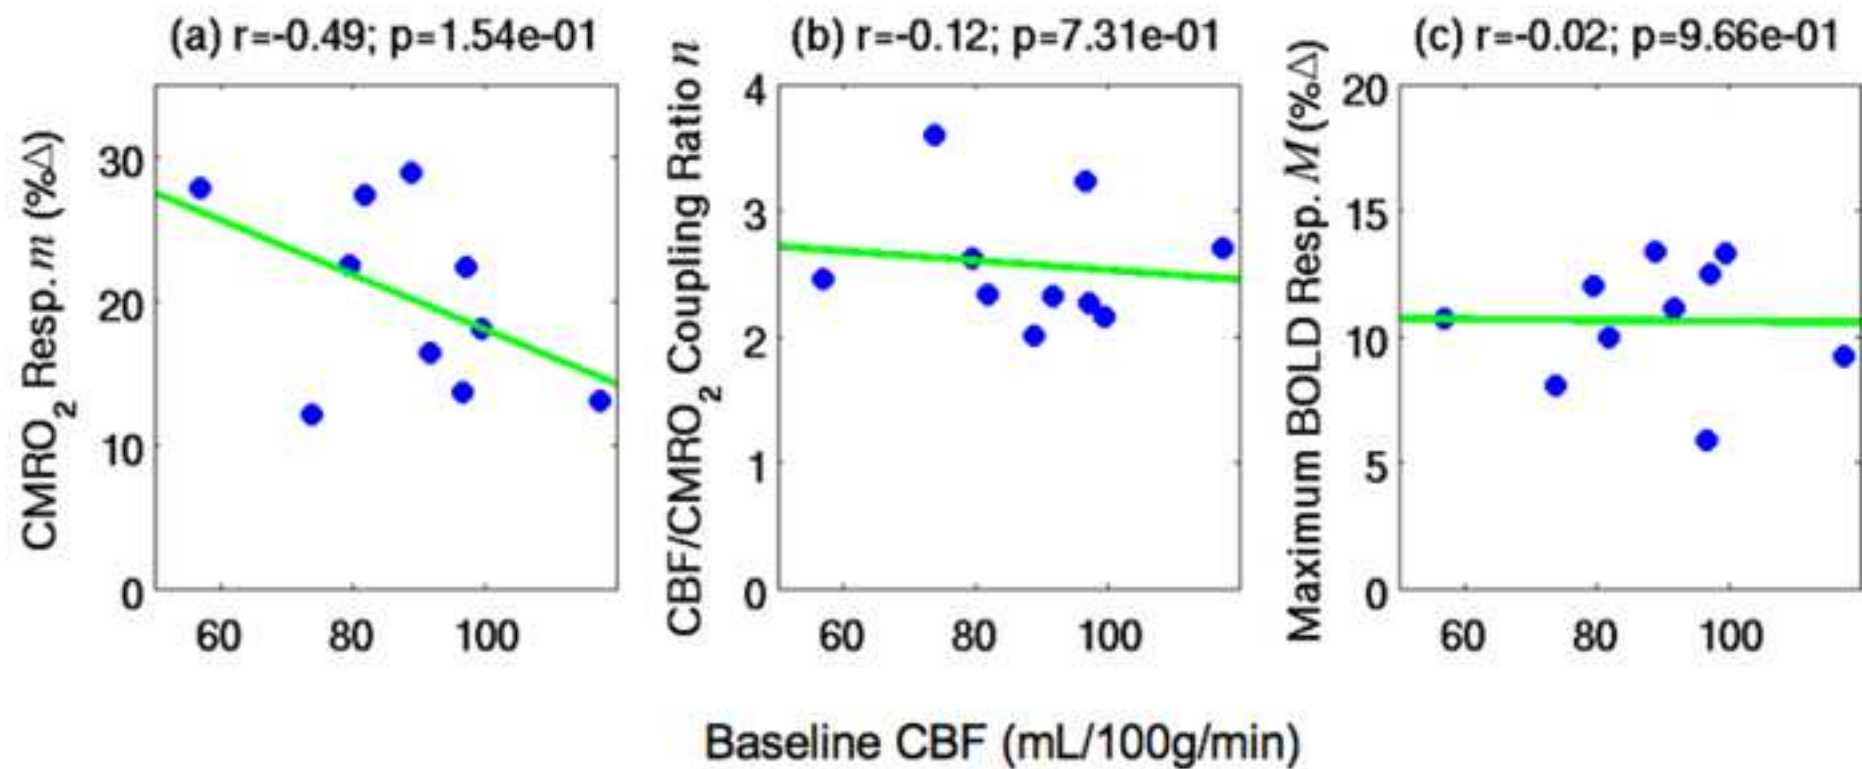 (a) r=-0.49; p=1.54e-01
CMRO₂ Resp. m (%Δ)
30
20
10
0
60 80 100
(b) r=-0.12; p=7.31e-01
CBF/CMRO₂ Coupling Ratio n
4
3
2
1
0
60 80 100
(c) r=-0.02; p=9.66e-01
Maximum BOLD Resp. M (%Δ)
20
15
10
5
0
60 80 100
Baseline CBF (mL/100g/min)